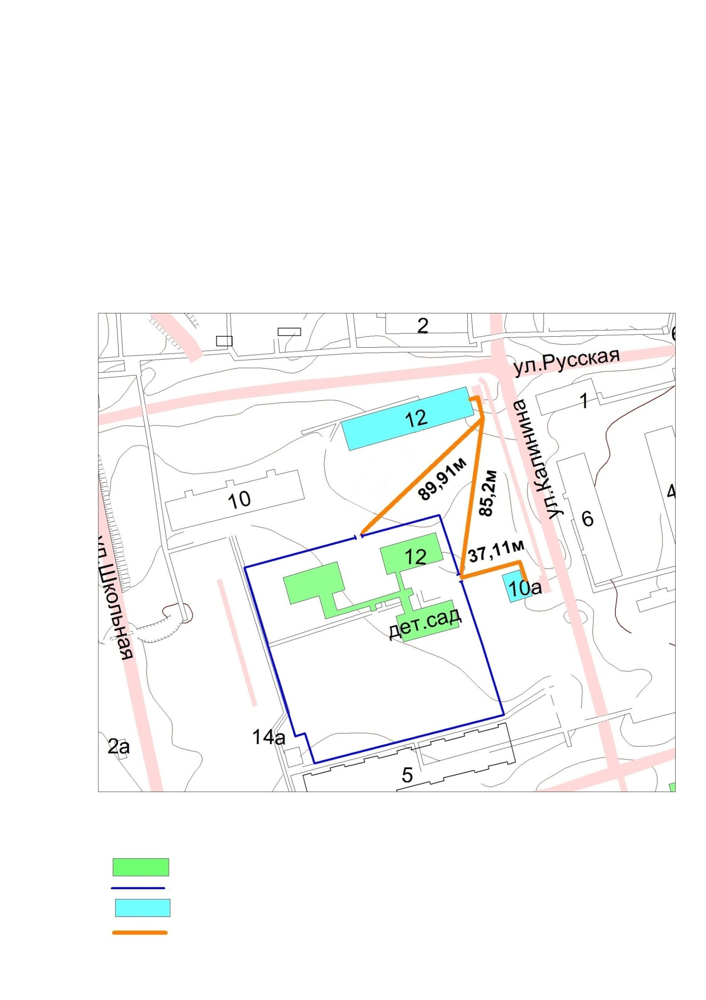 2
6
ул.Русская
1
12
ул.Калинина
89,91м
85,2м
4
10
6
37,11м
12
10а
ул.Школьная
дет.сад
14а
2а
5